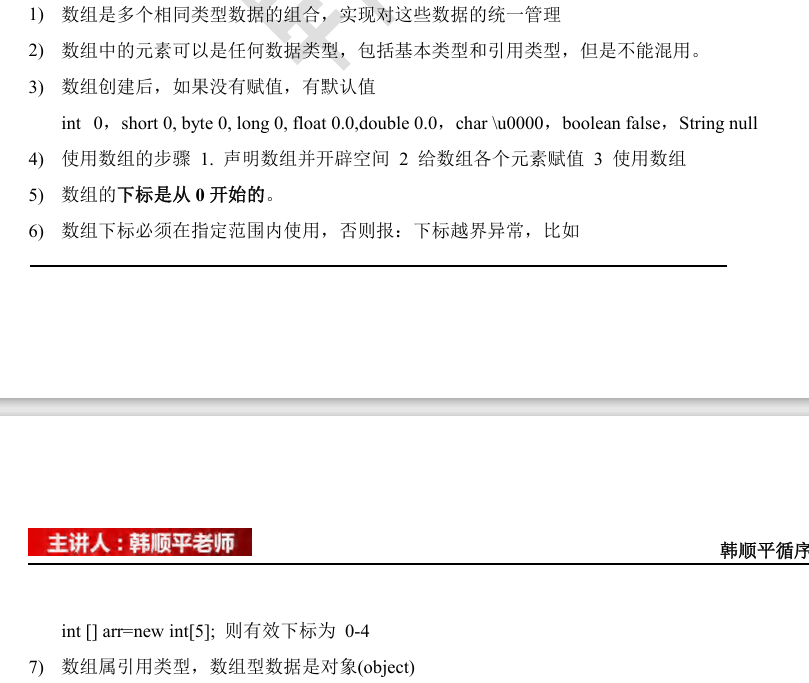 1) 数组是多个相同类型数据的组合，实现对这些数据的统一管理
2) 数组中的元素可以是任何数据类型，包括基本类型和引用类型，但是不能混用。
3) 数组创建后，如果没有赋值，有默认值
int 0，short 0, byte 0, long 0, float 0.0,double 0.0，char \u0000，boolean false，String null
4) 使用数组的步骤 1. 声明数组并开辟空间 2 给数组各个元素赋值 3 使用数组
5) 数组的下标是从 0 开始的。
6) 数组下标必须在指定范围内使用，否则报：下标越界异常，比如
主讲人：韩顺平老师
韩顺平循序
int [] arr=new int[5]; 则有效下标为 0-4
7) 数组属引用类型，数组型数据是对象(object)